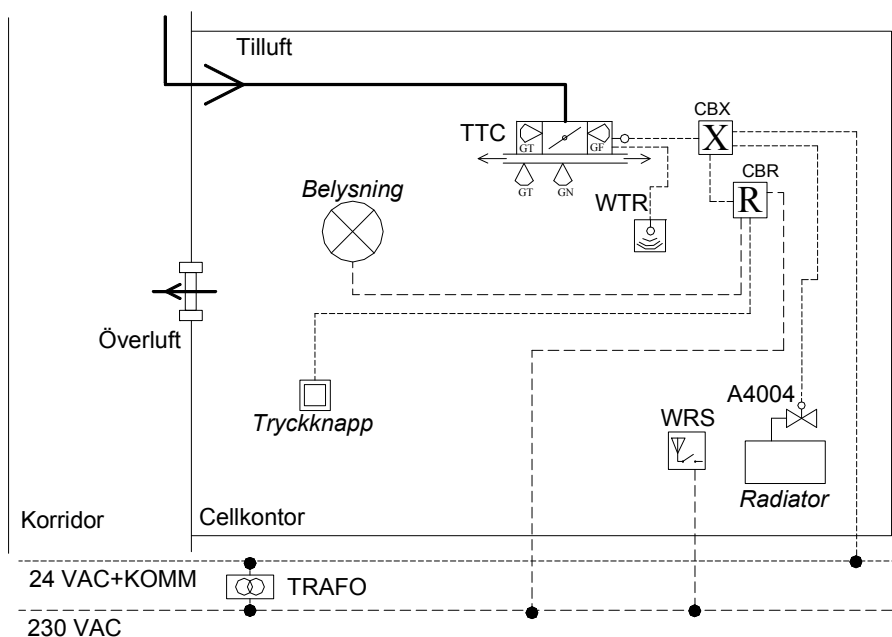 Tilluft
TTC
GT
GF
CBX
X
GT
GN
CBR
R
WTR
Belysning
Överluft
Tryckknapp
A4004
WRS
Radiator
Korridor
Cellkontor
24 VAC+KOMM
TRAFO
230 VAC